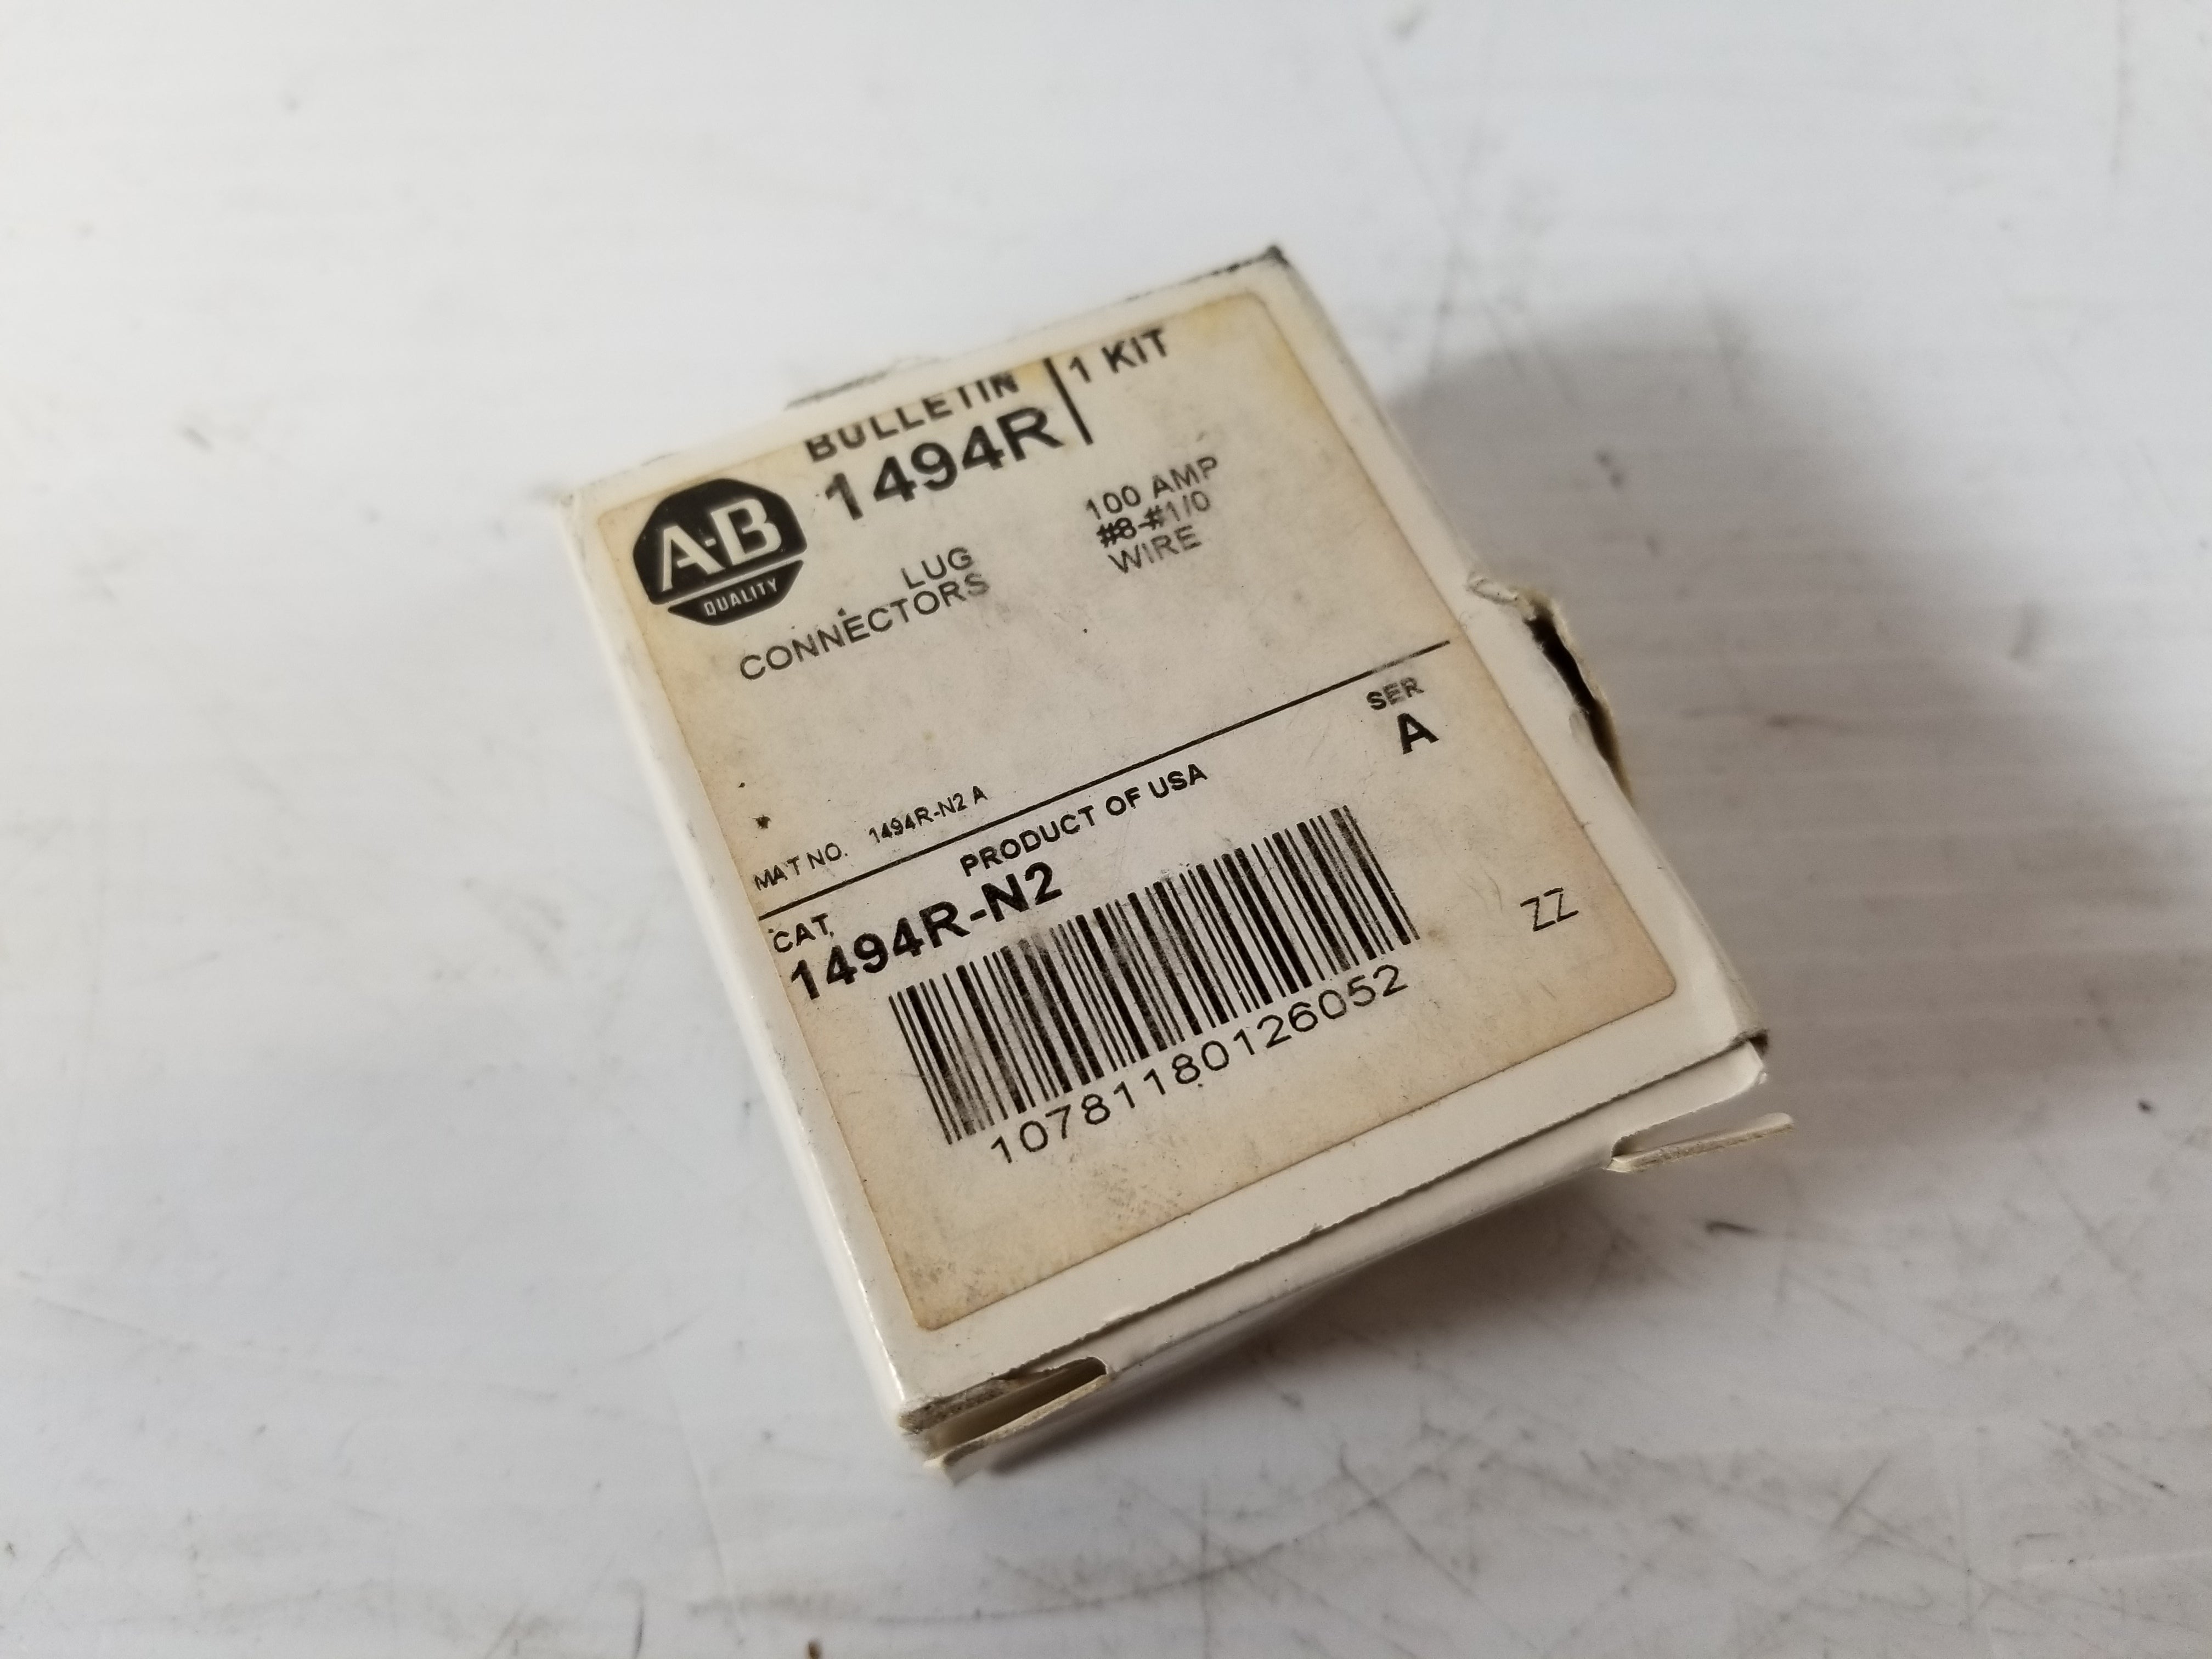 BULLETIN
1494R
1 KIT
A-B
QUALITY
LUG
CONNECTORS
100 AMP
#8-#1/0
WIRE
MAT NO. 1494R-N2 A
SER
A
PRODUCT OF USA
CAT.
1494R-N2
10781180126052
ZZ